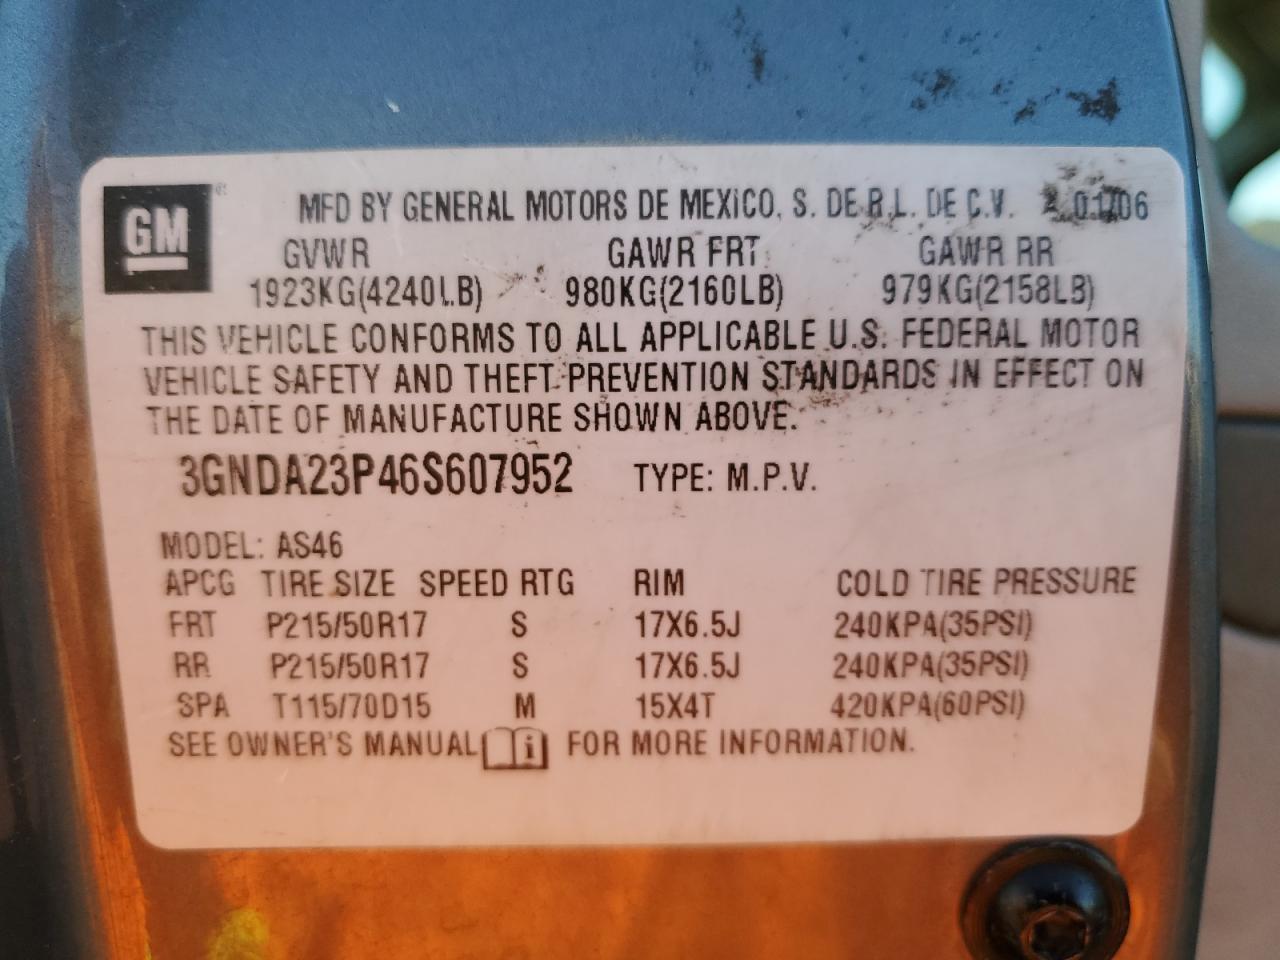 GM
MFD BY GENERAL MOTORS DE MEXICO, S. DE R.L. DE C.V. 01/06
GVWR GAWR FRT GAWR RR
1923KG(4240LB) 980KG(2160LB) 979KG(2158LB)
THIS VEHICLE CONFORMS TO ALL APPLICABLE U.S. FEDERAL MOTOR
VEHICLE SAFETY AND THEFT PREVENTION STANDARDS IN EFFECT ON
THE DATE OF MANUFACTURE SHOWN ABOVE.
3GNDA23P46S607952 TYPE: M.P.V.
MODEL: AS46
APCG TIRE SIZE SPEED RTG RIM COLD TIRE PRESSURE
FRT P215/50R17 S 17X6.5J 240KPA(35PSI)
RR P215/50R17 S 17X6.5J 240KPA(35PSI)
SPA T115/70D15 M 15X4T 420KPA(60PSI)
SEE OWNER'S MANUAL i FOR MORE INFORMATION.